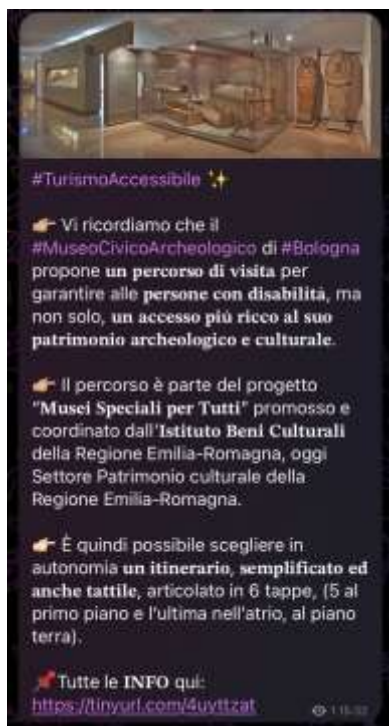 #TurismoAccessibile ✨
👉 Vi ricordiamo che il
#MuseoCivicoArcheologico di #Bologna
propone un percorso di visita per
garantire alle persone con disabilità, ma
non solo, un accesso più ricco al suo
patrimonio archeologico e culturale.
👉 Il percorso è parte del progetto
"Musei Speciali per Tutti" promosso e
coordinato dall'Istituto Beni Culturali
della Regione Emilia-Romagna, oggi
Settore Patrimonio culturale della
Regione Emilia-Romagna.
👉 È quindi possibile scegliere in
autonomia un itinerario, semplificato ed
anche tattile, articolato in 6 tappe, (5 al
primo piano e l'ultima nell'atrio, al piano
terra).
📌Tutte le INFO qui:
https://tinyurl.com/4uvttzat